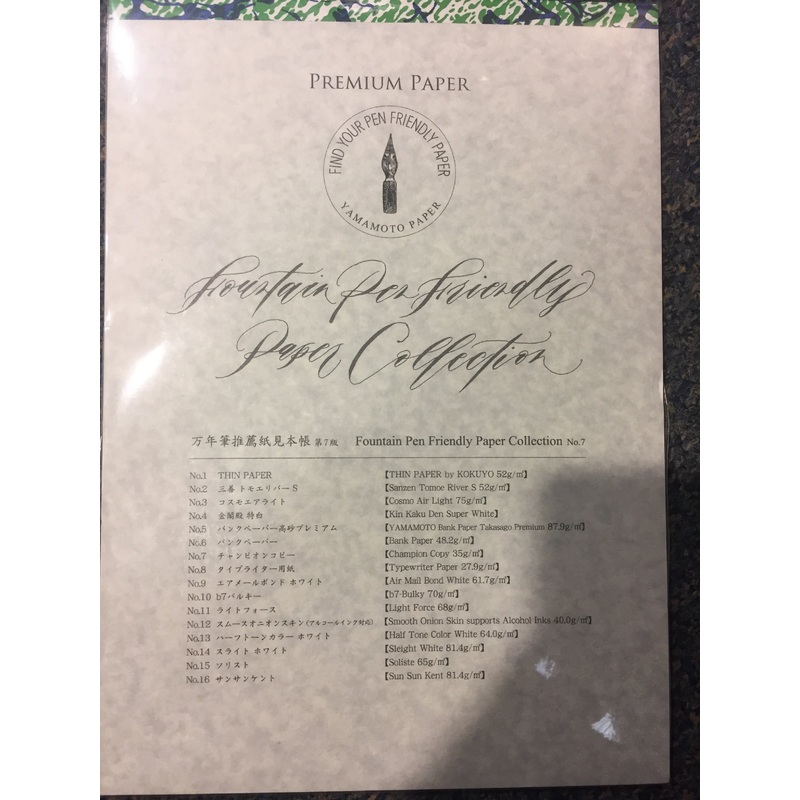 PREMIUM PAPER
FIND YOUR PEN FRIENDLY PAPER
YAMAMOTO PAPER
Fountain Pen Friendly
Paper Collection
万年筆推薦紙見本帳 第7版 Fountain Pen Friendly Paper Collection No.7
No.1 THIN PAPER 【THIN PAPER by KOKUYO 52g/㎡】
No.2 三善 トモエリバーS 【Sanzen Tomoe River S 52g/㎡】
No.3 コスモエアライト 【Cosmo Air Light 75g/㎡】
No.4 金閣殿 特白 【Kin Kaku Den Super White】
No.5 バンクペーパー高砂プレミアム 【YAMAMOTO Bank Paper Takasago Premium 87.9g/㎡】
No.6 バンクペーパー 【Bank Paper 48.2g/㎡】
No.7 チャンピオンコピー 【Champion Copy 35g/㎡】
No.8 タイプライター用紙 【Typewriter Paper 27.9g/㎡】
No.9 エアメールボンド ホワイト 【Air Mail Bond White 61.7g/㎡】
No.10 b7バルキー 【b7-Bulky 70g/㎡】
No.11 ライトフォース 【Light Force 68g/㎡】
No.12 スムースオニオンスキン(アルコールインク対応) 【Smooth Onion Skin supports Alcohol Inks 40.0g/㎡】
No.13 ハーフトーンカラー ホワイト 【Half Tone Color White 64.0g/㎡】
No.14 スライト ホワイト 【Sleight White 81.4g/㎡】
No.15 ソリスト 【Soliste 65g/㎡】
No.16 サンサンケント 【Sun Sun Kent 81.4g/㎡】